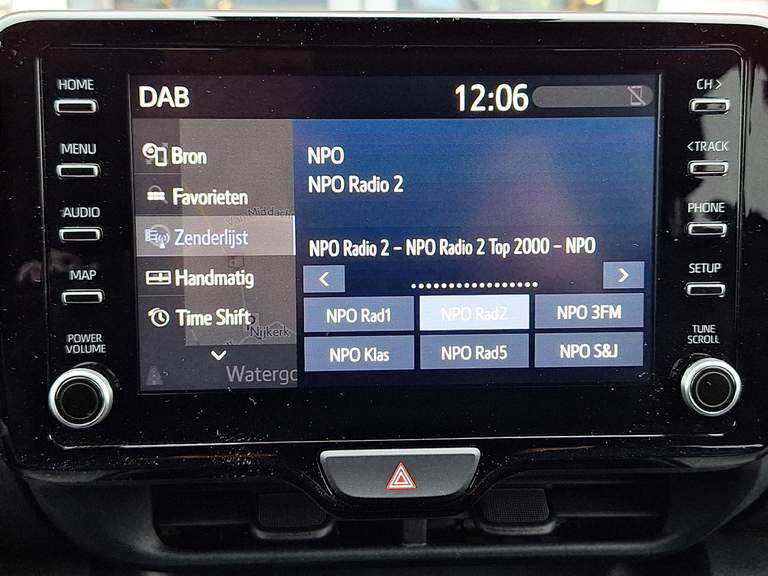 HOME
MENU
AUDIO
MAP
POWER
VOLUME
DAB
12:06
Bron
Favorieten
Zenderlijst
Handmatig
Time Shift
Nijkerk
Watergo
NPO
NPO Radio 2
NPO Radio 2 – NPO Radio 2 Top 2000 – NPO
< >
NPO Rad1 NPO Rad2 NPO 3FM
NPO Klas NPO Rad5 NPO S&J
CH >
< TRACK
PHONE
SETUP
TUNE
SCROLL